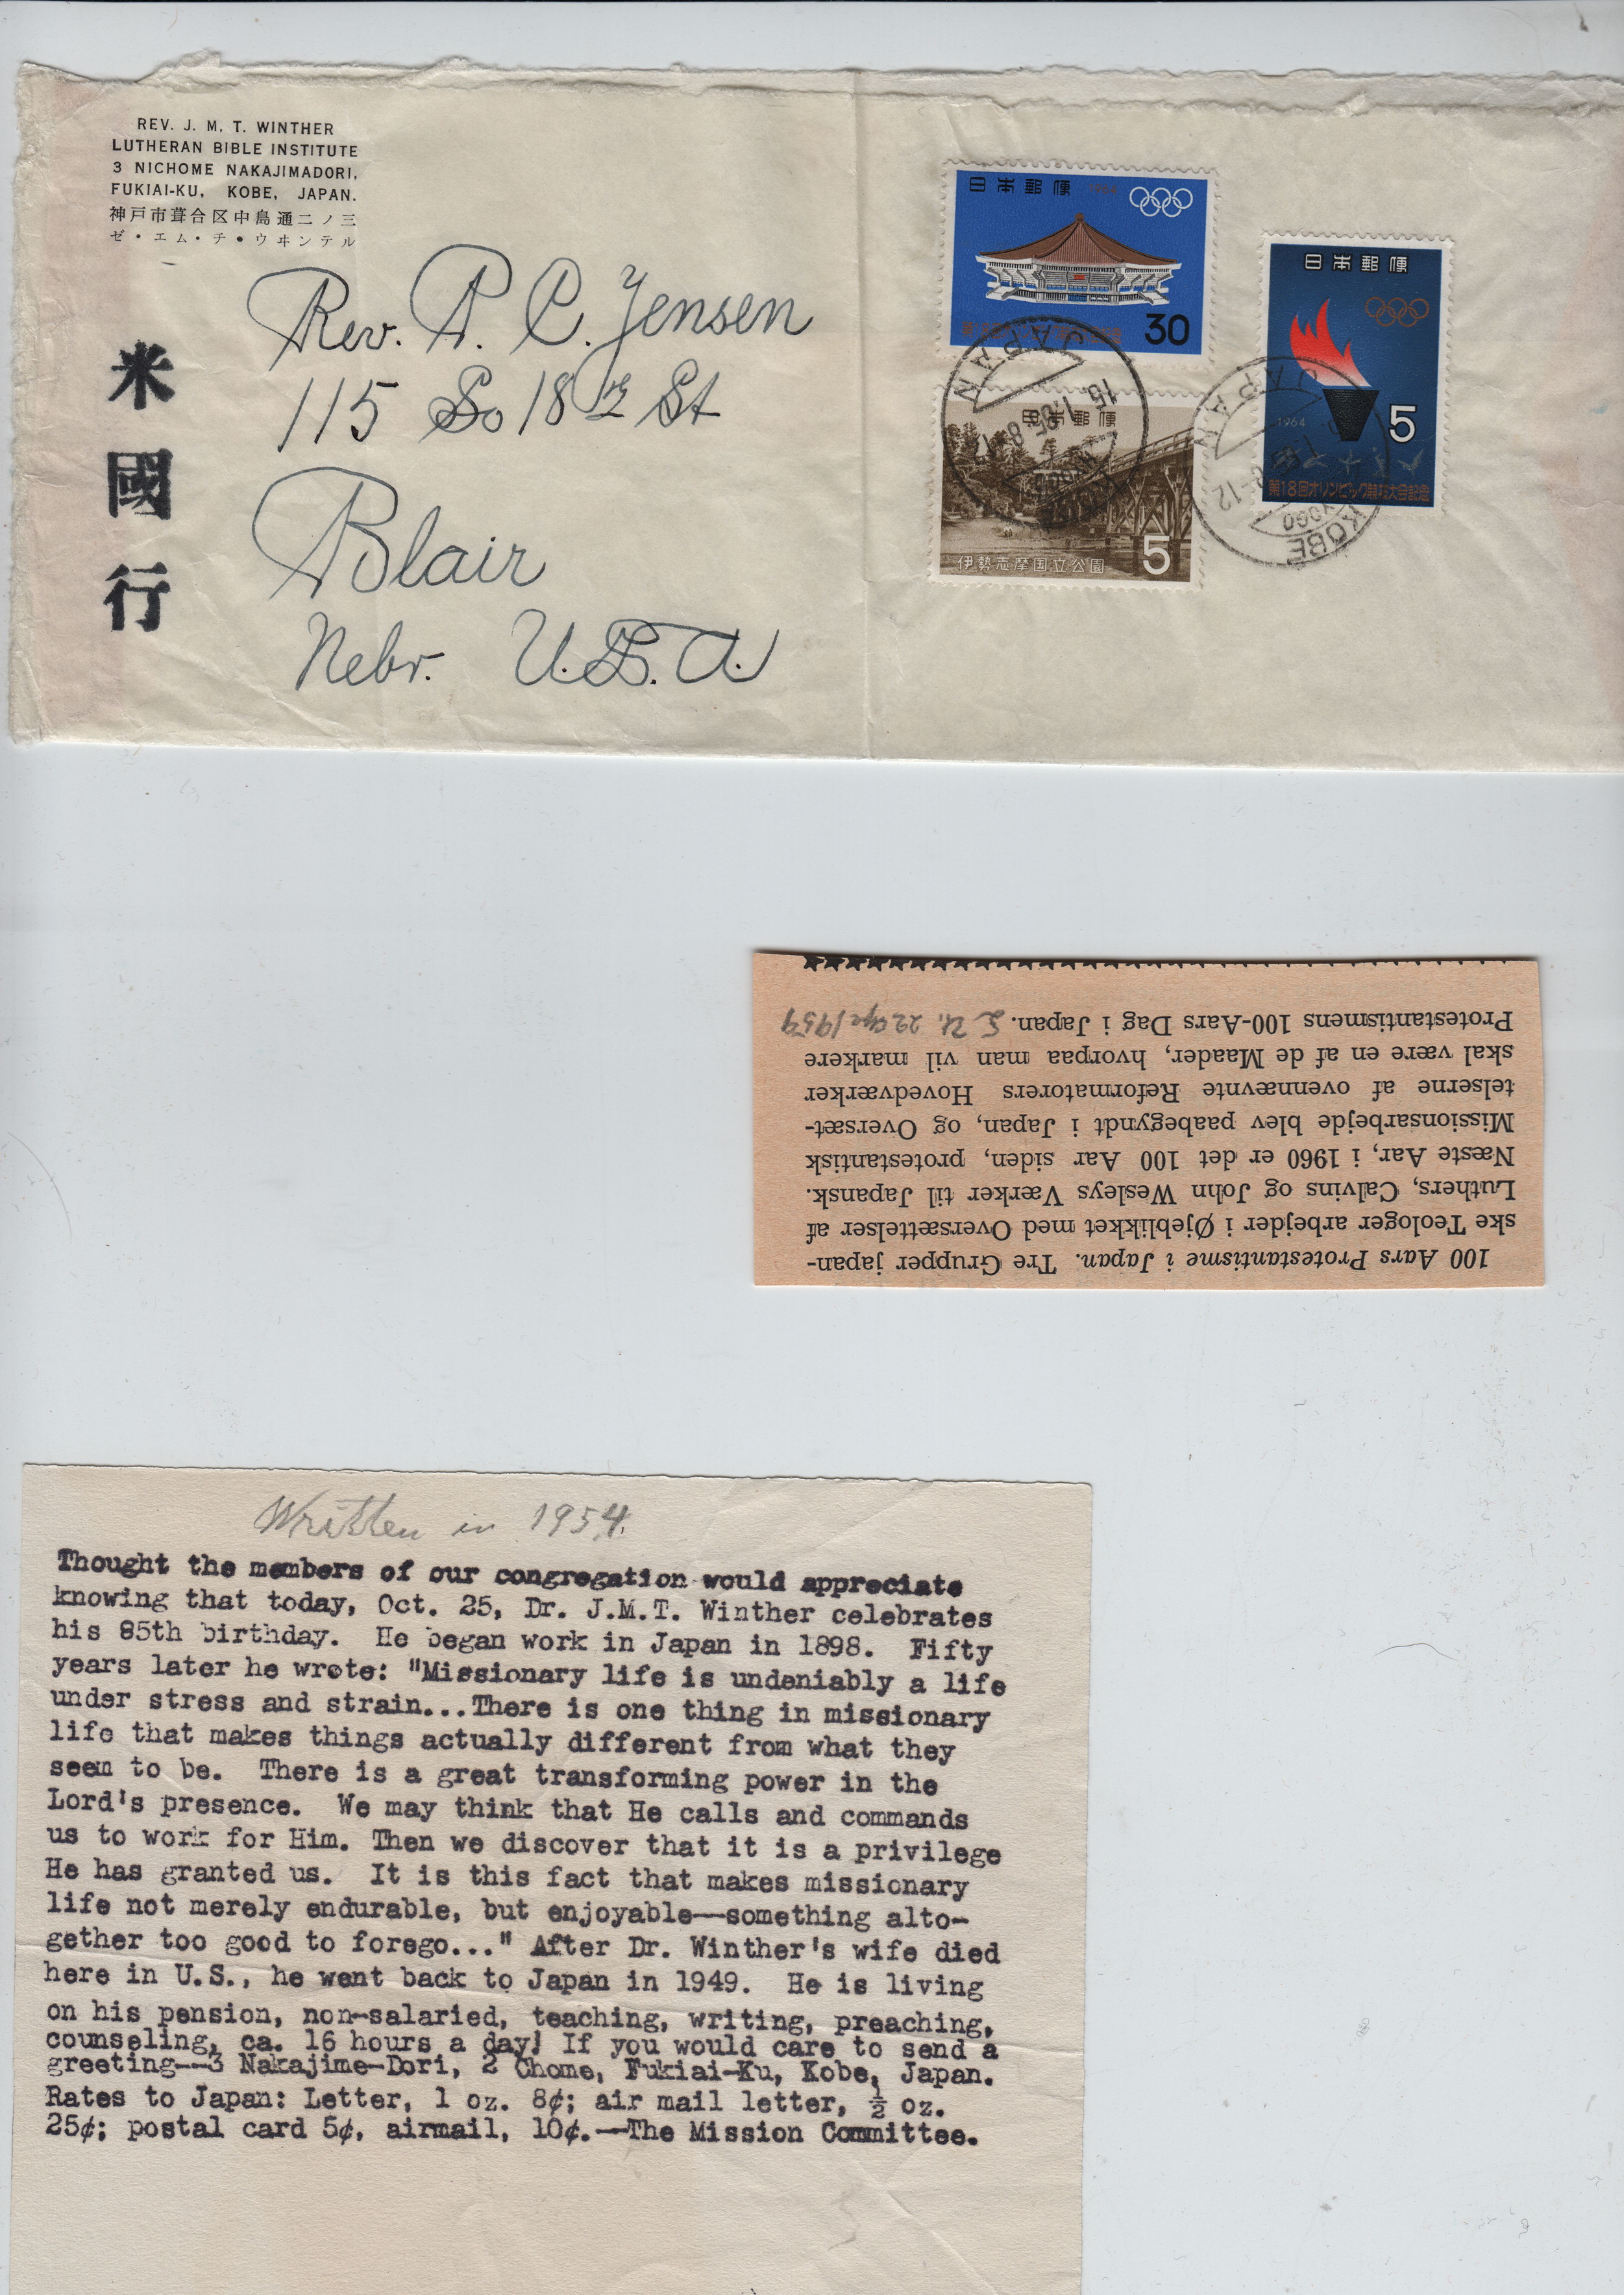 REV. J. M. T. WINTHER
LUTHERAN BIBLE INSTITUTE
3 NICHOME NAKAJIMADORI,
FUKIAI-KU, KOBE, JAPAN.
神戸市葺合区中島通二ノ三
ゼ・エム・チ・ウヰンテル
米國行
Rev. P. C. Jensen
115 So 18 St
Blair
Nebr. U.S.A.
日本郵便 1964
30
日本郵便
伊勢志摩国立公園
5
日本郵便
1964
5
第18回オリンピック競技大会記念
JAPAN
15 1.65 8-
JAPAN
KOBE
HYOGO
100 Aars Protestantisme i Japan. Tre Grupper japan-
ske Teologer arbejder i Øjeblikket med Oversættelser af
Luthers, Calvins og John Wesleys Værker til Japansk.
Næste Aar, i 1960 er det 100 Aar siden, protestantisk
Missionsarbejde blev paabegyndt i Japan, og Oversæt-
telserne af ovennævnte Reformatorers Hovedværker
skal være en af de Maader, hvorpaa man vil markere
Protestantismens 100-Aars Dag i Japan. 22 Apr 1959
Written in 1954.
Thought the members of our congregation would appreciate
knowing that today, Oct. 25, Dr. J.M.T. Winther celebrates
his 85th birthday. He began work in Japan in 1898. Fifty
years later he wrote: "Missionary life is undeniably a life
under stress and strain...There is one thing in missionary
life that makes things actually different from what they
seem to be. There is a great transforming power in the
Lord's presence. We may think that He calls and commands
us to work for Him. Then we discover that it is a privilege
He has granted us. It is this fact that makes missionary
life not merely endurable, but enjoyable--something alto-
gether too good to forego..." After Dr. Winther's wife died
here in U.S., he went back to Japan in 1949. He is living
on his pension, non-salaried, teaching, writing, preaching,
counseling, ca. 16 hours a day! If you would care to send a
greeting--3 Nakajime-Dori, 2 Chome, Fukiai-Ku, Kobe, Japan.
Rates to Japan: Letter, 1 oz. 8¢; air mail letter, ½ oz.
25¢; postal card 5¢, airmail, 10¢.--The Mission Committee.